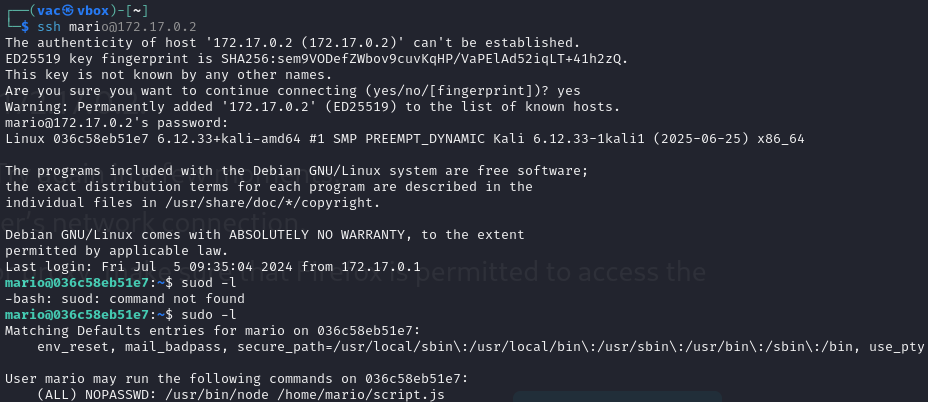 ┌──(vac㉿vbox)-[~]
└─$ ssh mario@172.17.0.2
The authenticity of host '172.17.0.2 (172.17.0.2)' can't be established.
ED25519 key fingerprint is SHA256:sem9VODefZWbov9cuvKqHP/VaPElAd52iqLT+41h2zQ.
This key is not known by any other names.
Are you sure you want to continue connecting (yes/no/[fingerprint])? yes
Warning: Permanently added '172.17.0.2' (ED25519) to the list of known hosts.
mario@172.17.0.2's password:
Linux 036c58eb51e7 6.12.33+kali-amd64 #1 SMP PREEMPT_DYNAMIC Kali 6.12.33-1kali1 (2025-06-25) x86_64
The programs included with the Debian GNU/Linux system are free software;
the exact distribution terms for each program are described in the
individual files in /usr/share/doc/*/copyright.
er's network connection
Debian GNU/Linux comes with ABSOLUTELY NO WARRANTY, to the extent
permitted by applicable law.
Last login: Fri Jul  5 09:35:04 2024 from 172.17.0.1
that Firefox is permitted to access the
mario@036c58eb51e7:~$ suod -l
-bash: suod: command not found
mario@036c58eb51e7:~$ sudo -l
Matching Defaults entries for mario on 036c58eb51e7:
    env_reset, mail_badpass, secure_path=/usr/local/sbin\:/usr/local/bin\:/usr/sbin\:/usr/bin\:/sbin\:/bin, use_pty
User mario may run the following commands on 036c58eb51e7:
    (ALL) NOPASSWD: /usr/bin/node /home/mario/script.js